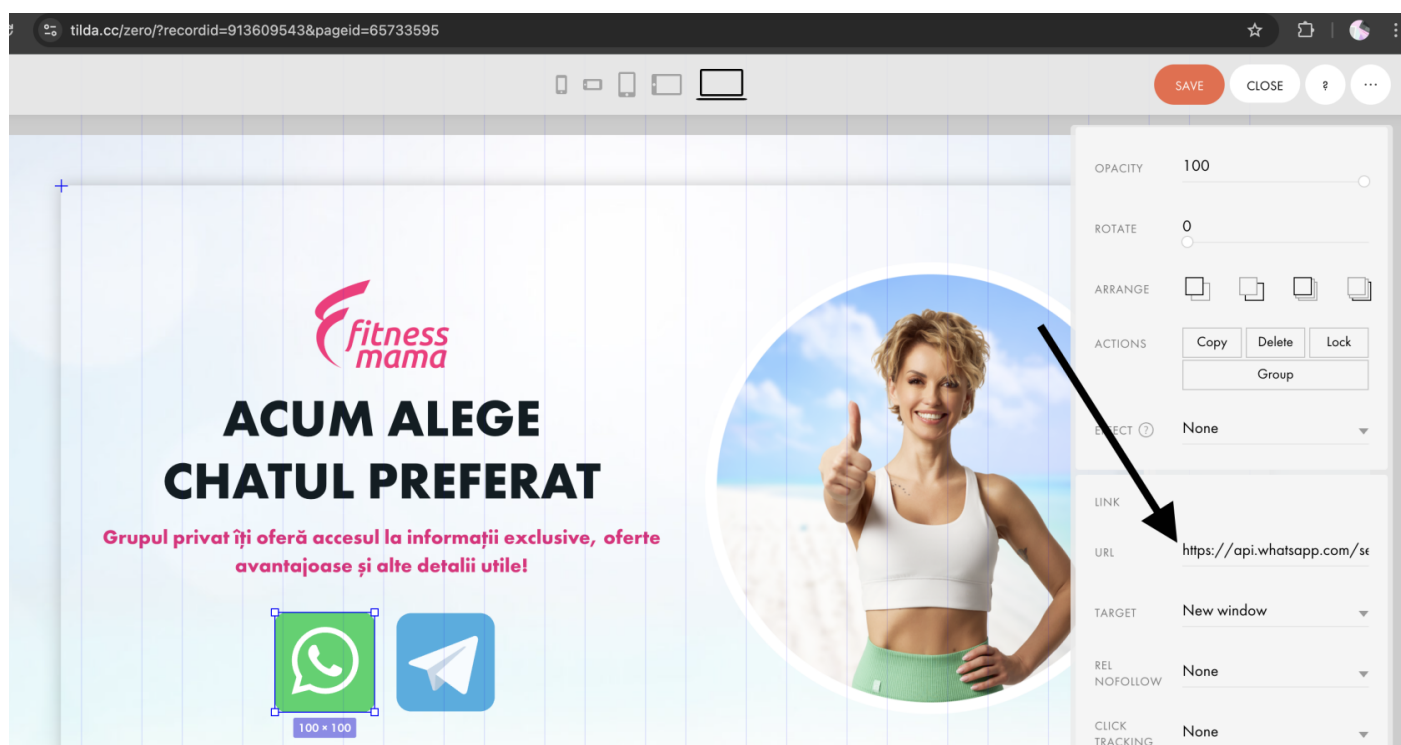 tilda.cc/zero/?recordid=913609543&pageid=65733595
SAVE
CLOSE
?
...
OPACITY
100
ROTATE
0
ARRANGE
ACTIONS
Copy
Delete
Lock
Group
EFFECT ?
None
LINK
URL
https://api.whatsapp.com/se
TARGET
New window
REL
NOFOLLOW
None
CLICK
TRACKING
None
fitness
mama
ACUM ALEGE
CHATUL PREFERAT
Grupul privat îți oferă accesul la informații exclusive, oferte
avantajoase și alte detalii utile!
100 × 100